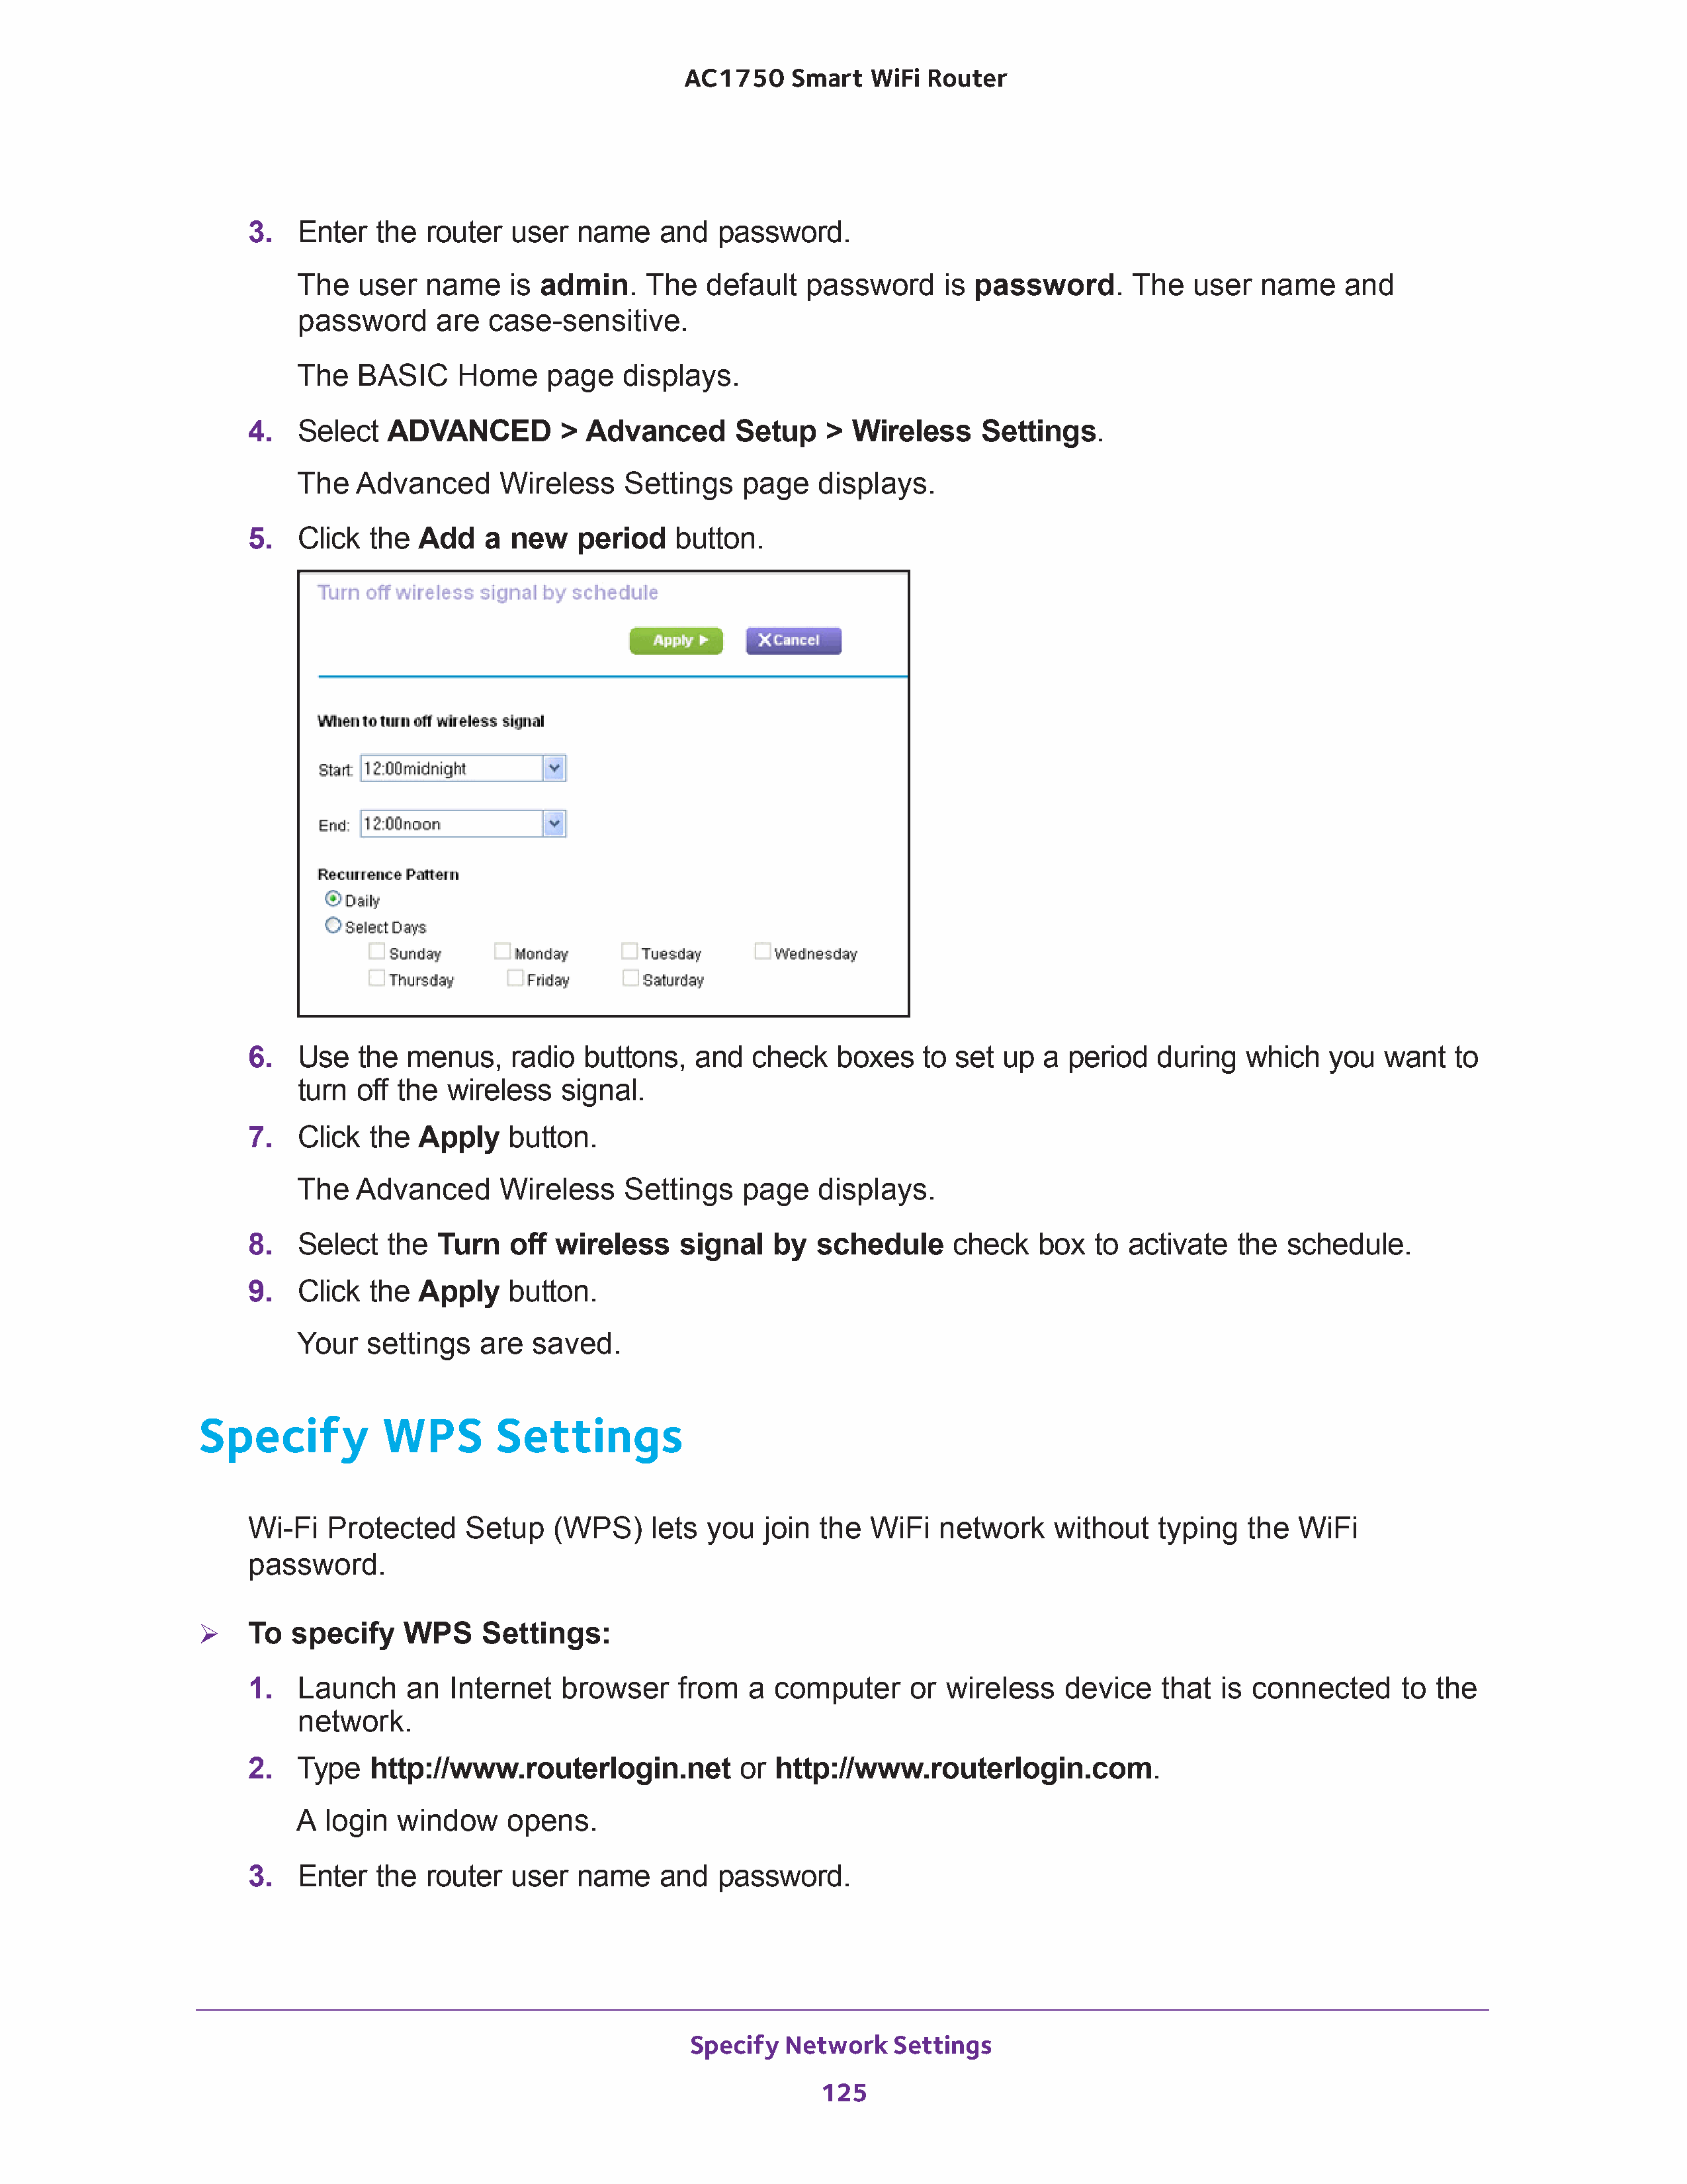 AC1750 Smart WiFi Router
3. Enter the router user name and password.
The user name is admin. The default password is password. The user name and
password are case-sensitive.
The BASIC Home page displays.
4. Select ADVANCED > Advanced Setup > Wireless Settings.
The Advanced Wireless Settings page displays.
5. Click the Add a new period button.
Turn off wireless signal by schedule
Apply Cancel
When to turn off wireless signal
Start: 12:00midnight
End: 12:00noon
Recurrence Pattern
Daily
Select Days
Sunday Monday Tuesday Wednesday
Thursday Friday Saturday
6. Use the menus, radio buttons, and check boxes to set up a period during which you want to
turn off the wireless signal.
7. Click the Apply button.
The Advanced Wireless Settings page displays.
8. Select the Turn off wireless signal by schedule check box to activate the schedule.
9. Click the Apply button.
Your settings are saved.
Specify WPS Settings
Wi-Fi Protected Setup (WPS) lets you join the WiFi network without typing the WiFi
password.
To specify WPS Settings:
1. Launch an Internet browser from a computer or wireless device that is connected to the
network.
2. Type http://www.routerlogin.net or http://www.routerlogin.com.
A login window opens.
3. Enter the router user name and password.
Specify Network Settings
125